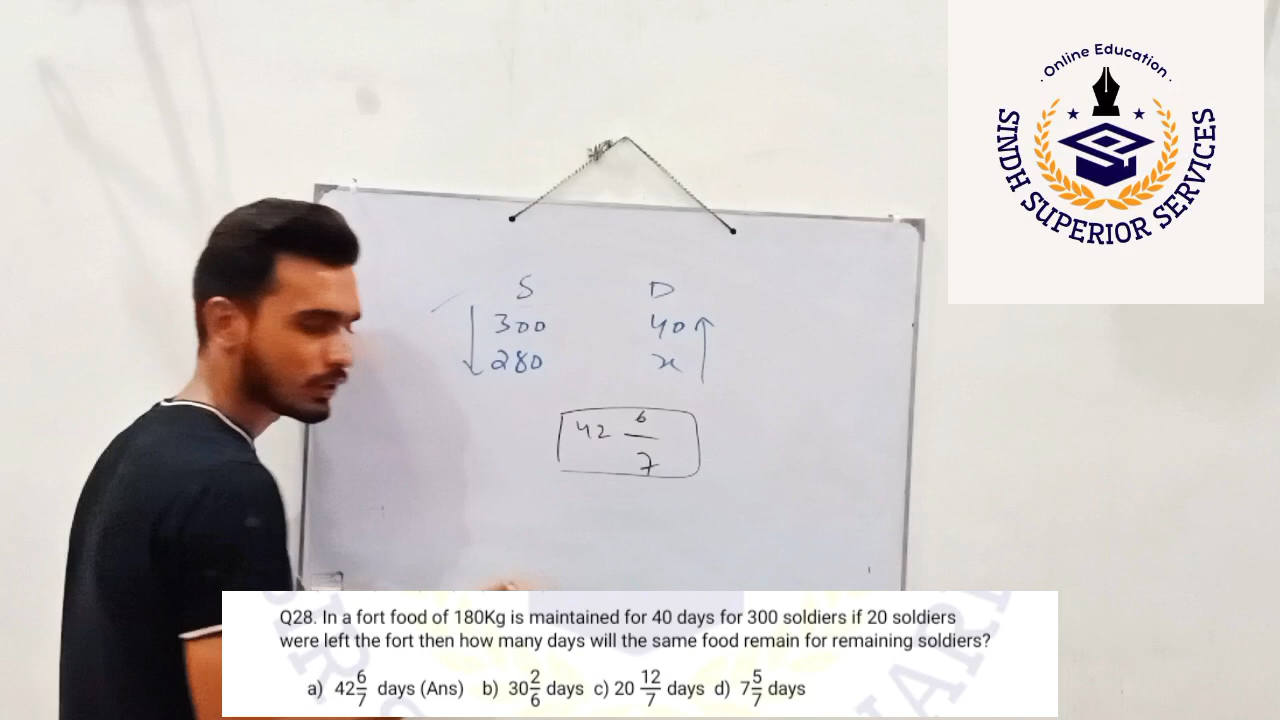 · Online Education ·
SINDH SUPERIOR SERVICES
S D
300 40
280 x
42 6/7
Q28. In a fort food of 180Kg is maintained for 40 days for 300 soldiers if 20 soldiers
were left the fort then how many days will the same food remain for remaining soldiers?
a) 42 6/7 days (Ans) b) 30 2/6 days c) 20 12/7 days d) 7 5/7 days